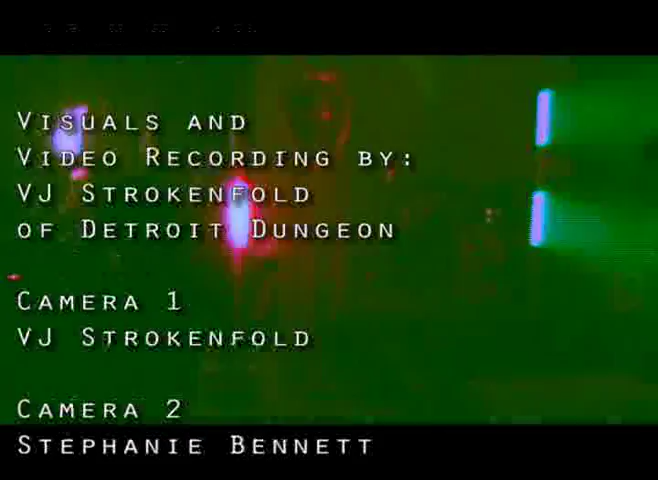 Visuals and
Video Recording by:
VJ Strokenfold
of Detroit Dungeon
Camera 1
VJ Strokenfold
Camera 2
Stephanie Bennett